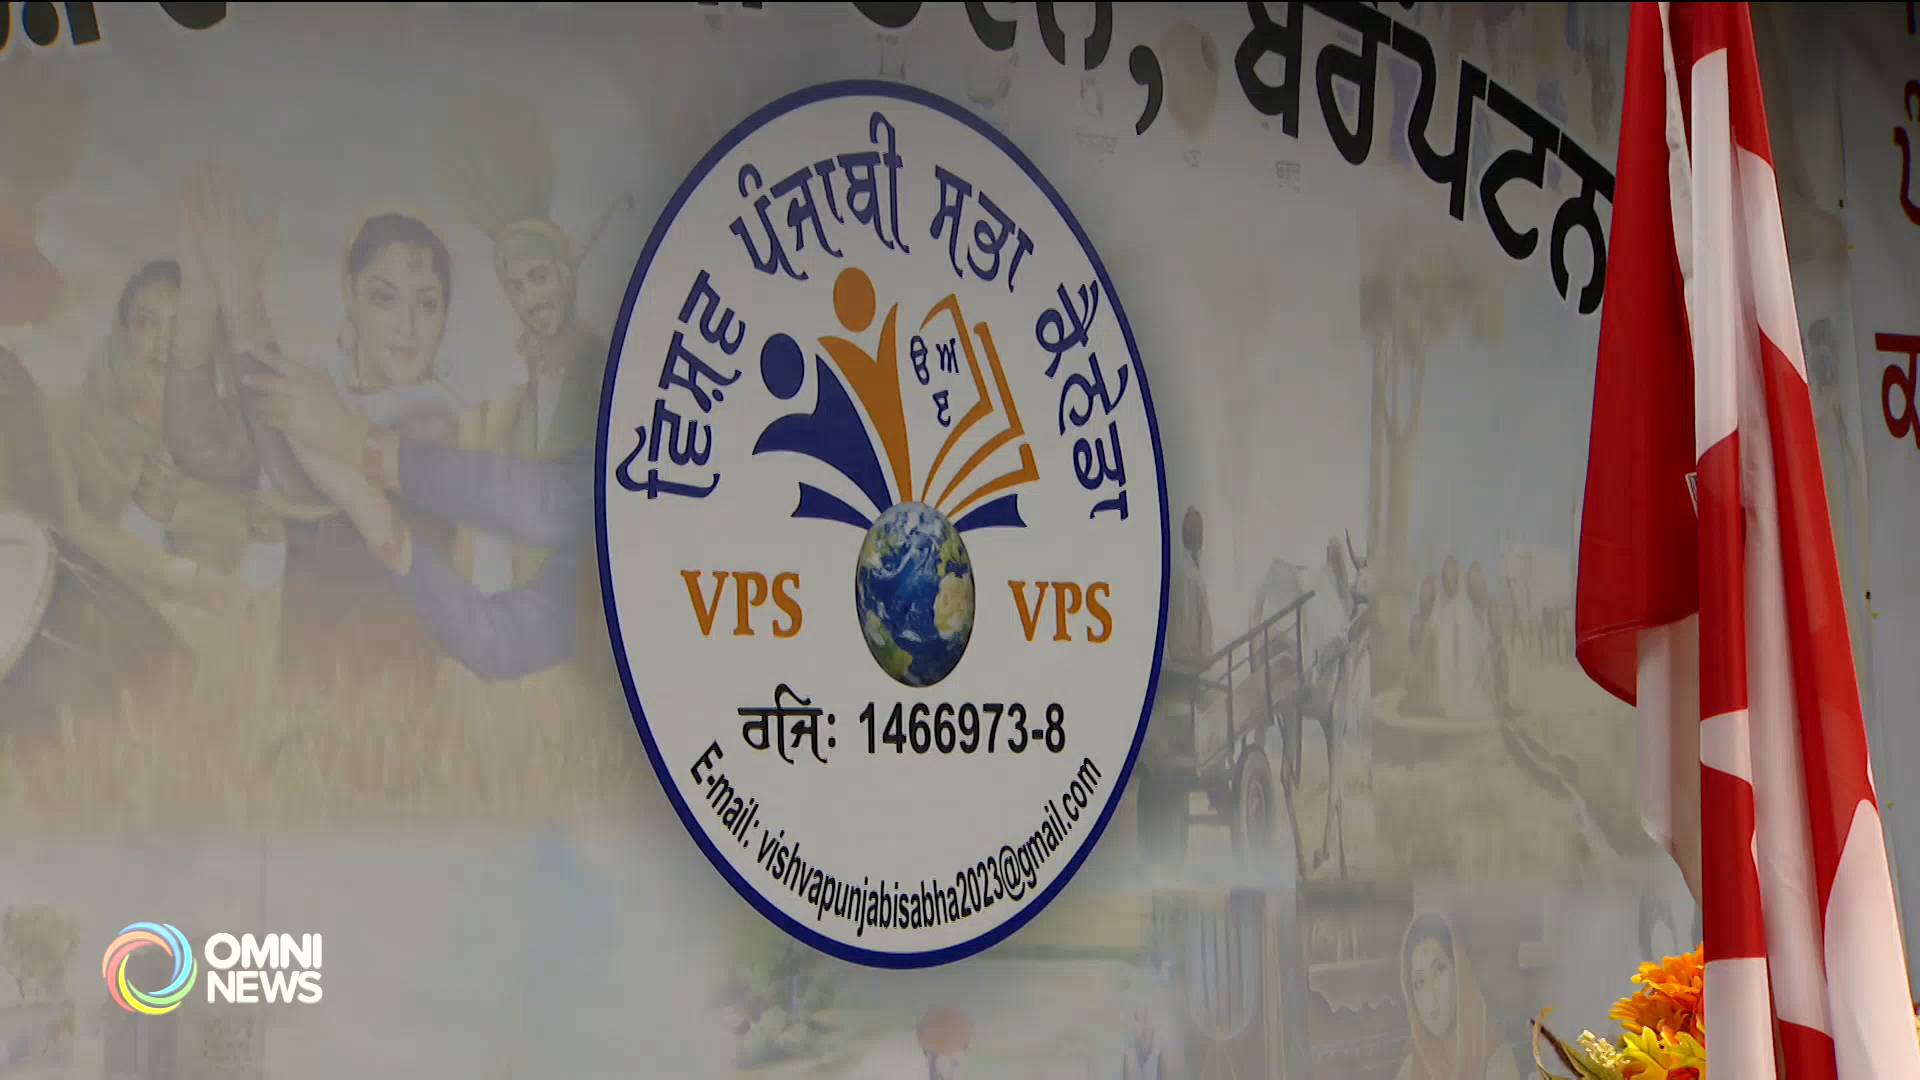 ਬਰੈਂਪਟਨ
ਵਿਸ਼ਵ ਪੰਜਾਬੀ ਸਭਾ ਕੈਨੇਡਾ
ੳ ਅ
ੲ
VPS VPS
ਰਜਿ: 1466973-8
E-mail: vishvapunjabisabha2023@gmail.com
OMNI
NEWS